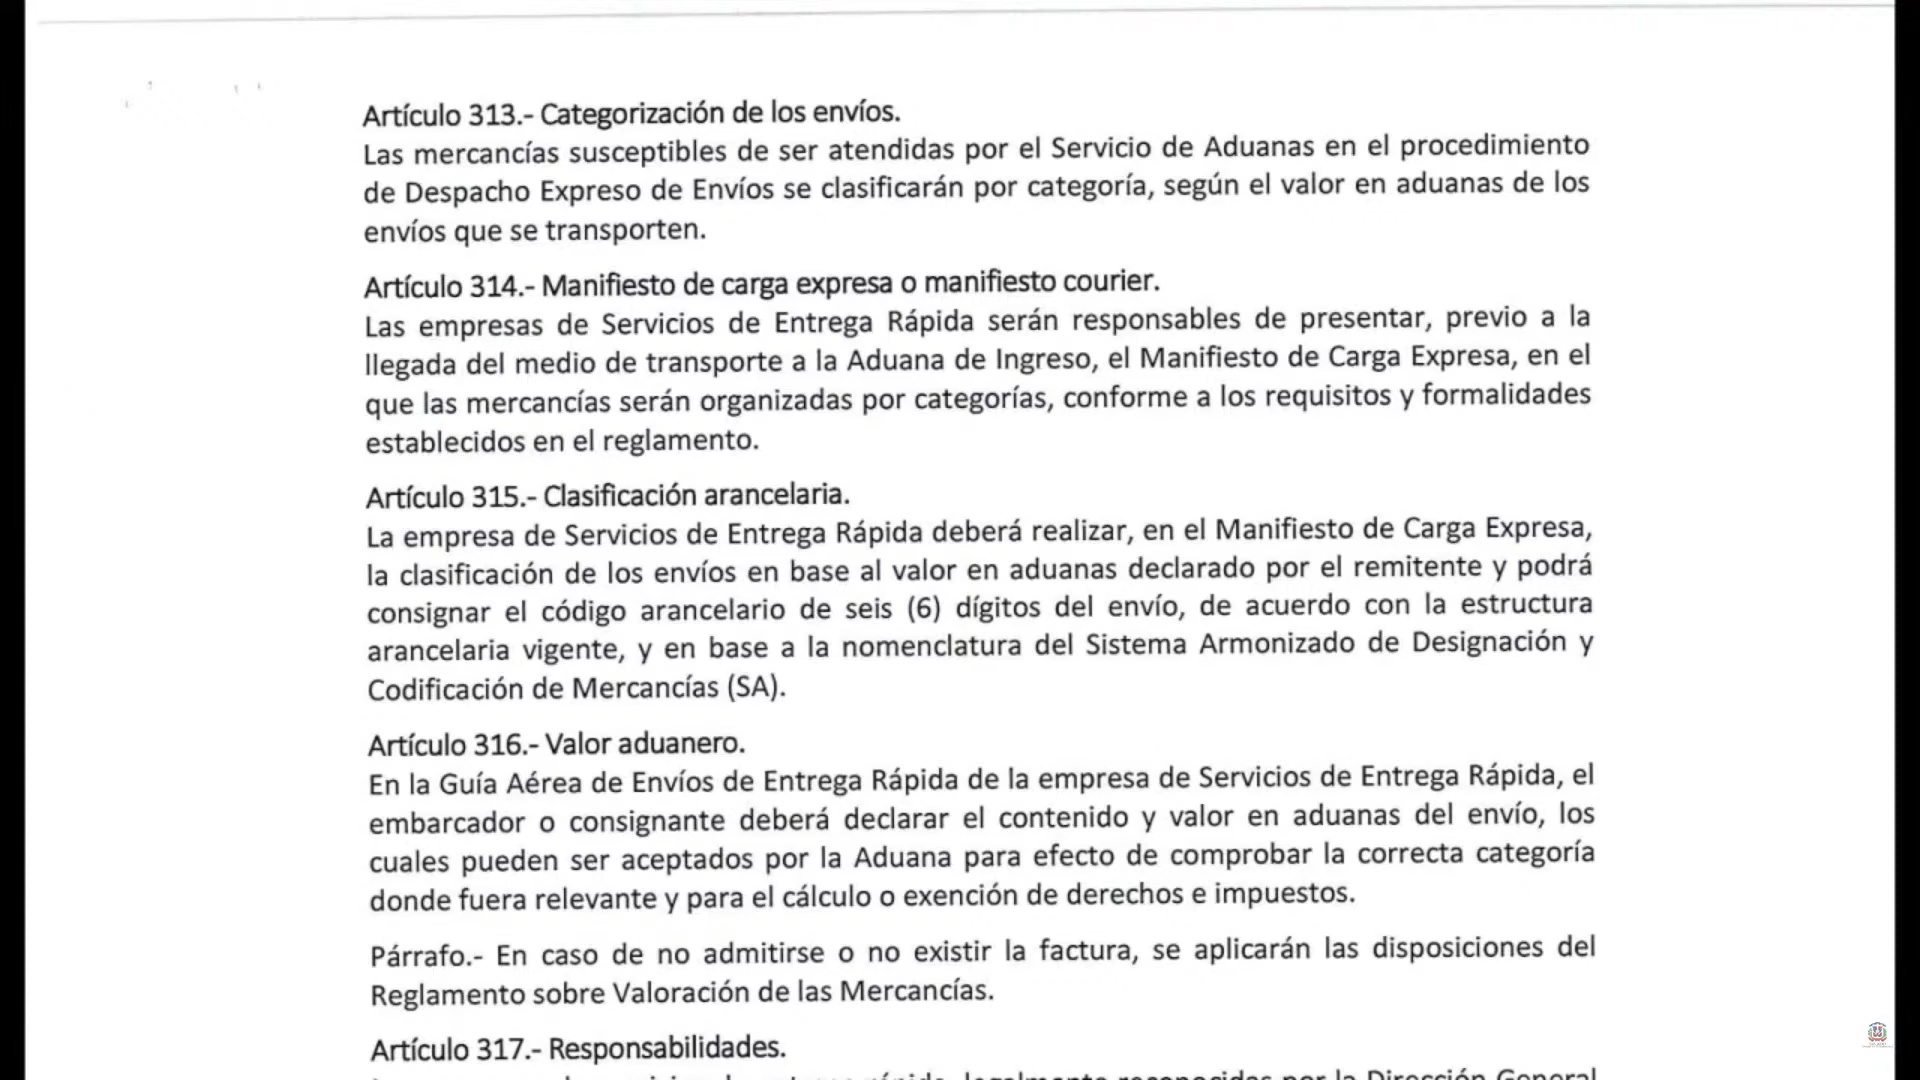 Artículo 313.- Categorización de los envíos.
Las mercancías susceptibles de ser atendidas por el Servicio de Aduanas en el procedimiento
de Despacho Expreso de Envíos se clasificarán por categoría, según el valor en aduanas de los
envíos que se transporten.
Artículo 314.- Manifiesto de carga expresa o manifiesto courier.
Las empresas de Servicios de Entrega Rápida serán responsables de presentar, previo a la
llegada del medio de transporte a la Aduana de Ingreso, el Manifiesto de Carga Expresa, en el
que las mercancías serán organizadas por categorías, conforme a los requisitos y formalidades
establecidos en el reglamento.
Artículo 315.- Clasificación arancelaria.
La empresa de Servicios de Entrega Rápida deberá realizar, en el Manifiesto de Carga Expresa,
la clasificación de los envíos en base al valor en aduanas declarado por el remitente y podrá
consignar el código arancelario de seis (6) dígitos del envío, de acuerdo con la estructura
arancelaria vigente, y en base a la nomenclatura del Sistema Armonizado de Designación y
Codificación de Mercancías (SA).
Artículo 316.- Valor aduanero.
En la Guía Aérea de Envíos de Entrega Rápida de la empresa de Servicios de Entrega Rápida, el
embarcador o consignante deberá declarar el contenido y valor en aduanas del envío, los
cuales pueden ser aceptados por la Aduana para efecto de comprobar la correcta categoría
donde fuera relevante y para el cálculo o exención de derechos e impuestos.
Párrafo.- En caso de no admitirse o no existir la factura, se aplicarán las disposiciones del
Reglamento sobre Valoración de las Mercancías.
Artículo 317.- Responsabilidades.
legalmente reconocidas por la Dirección General